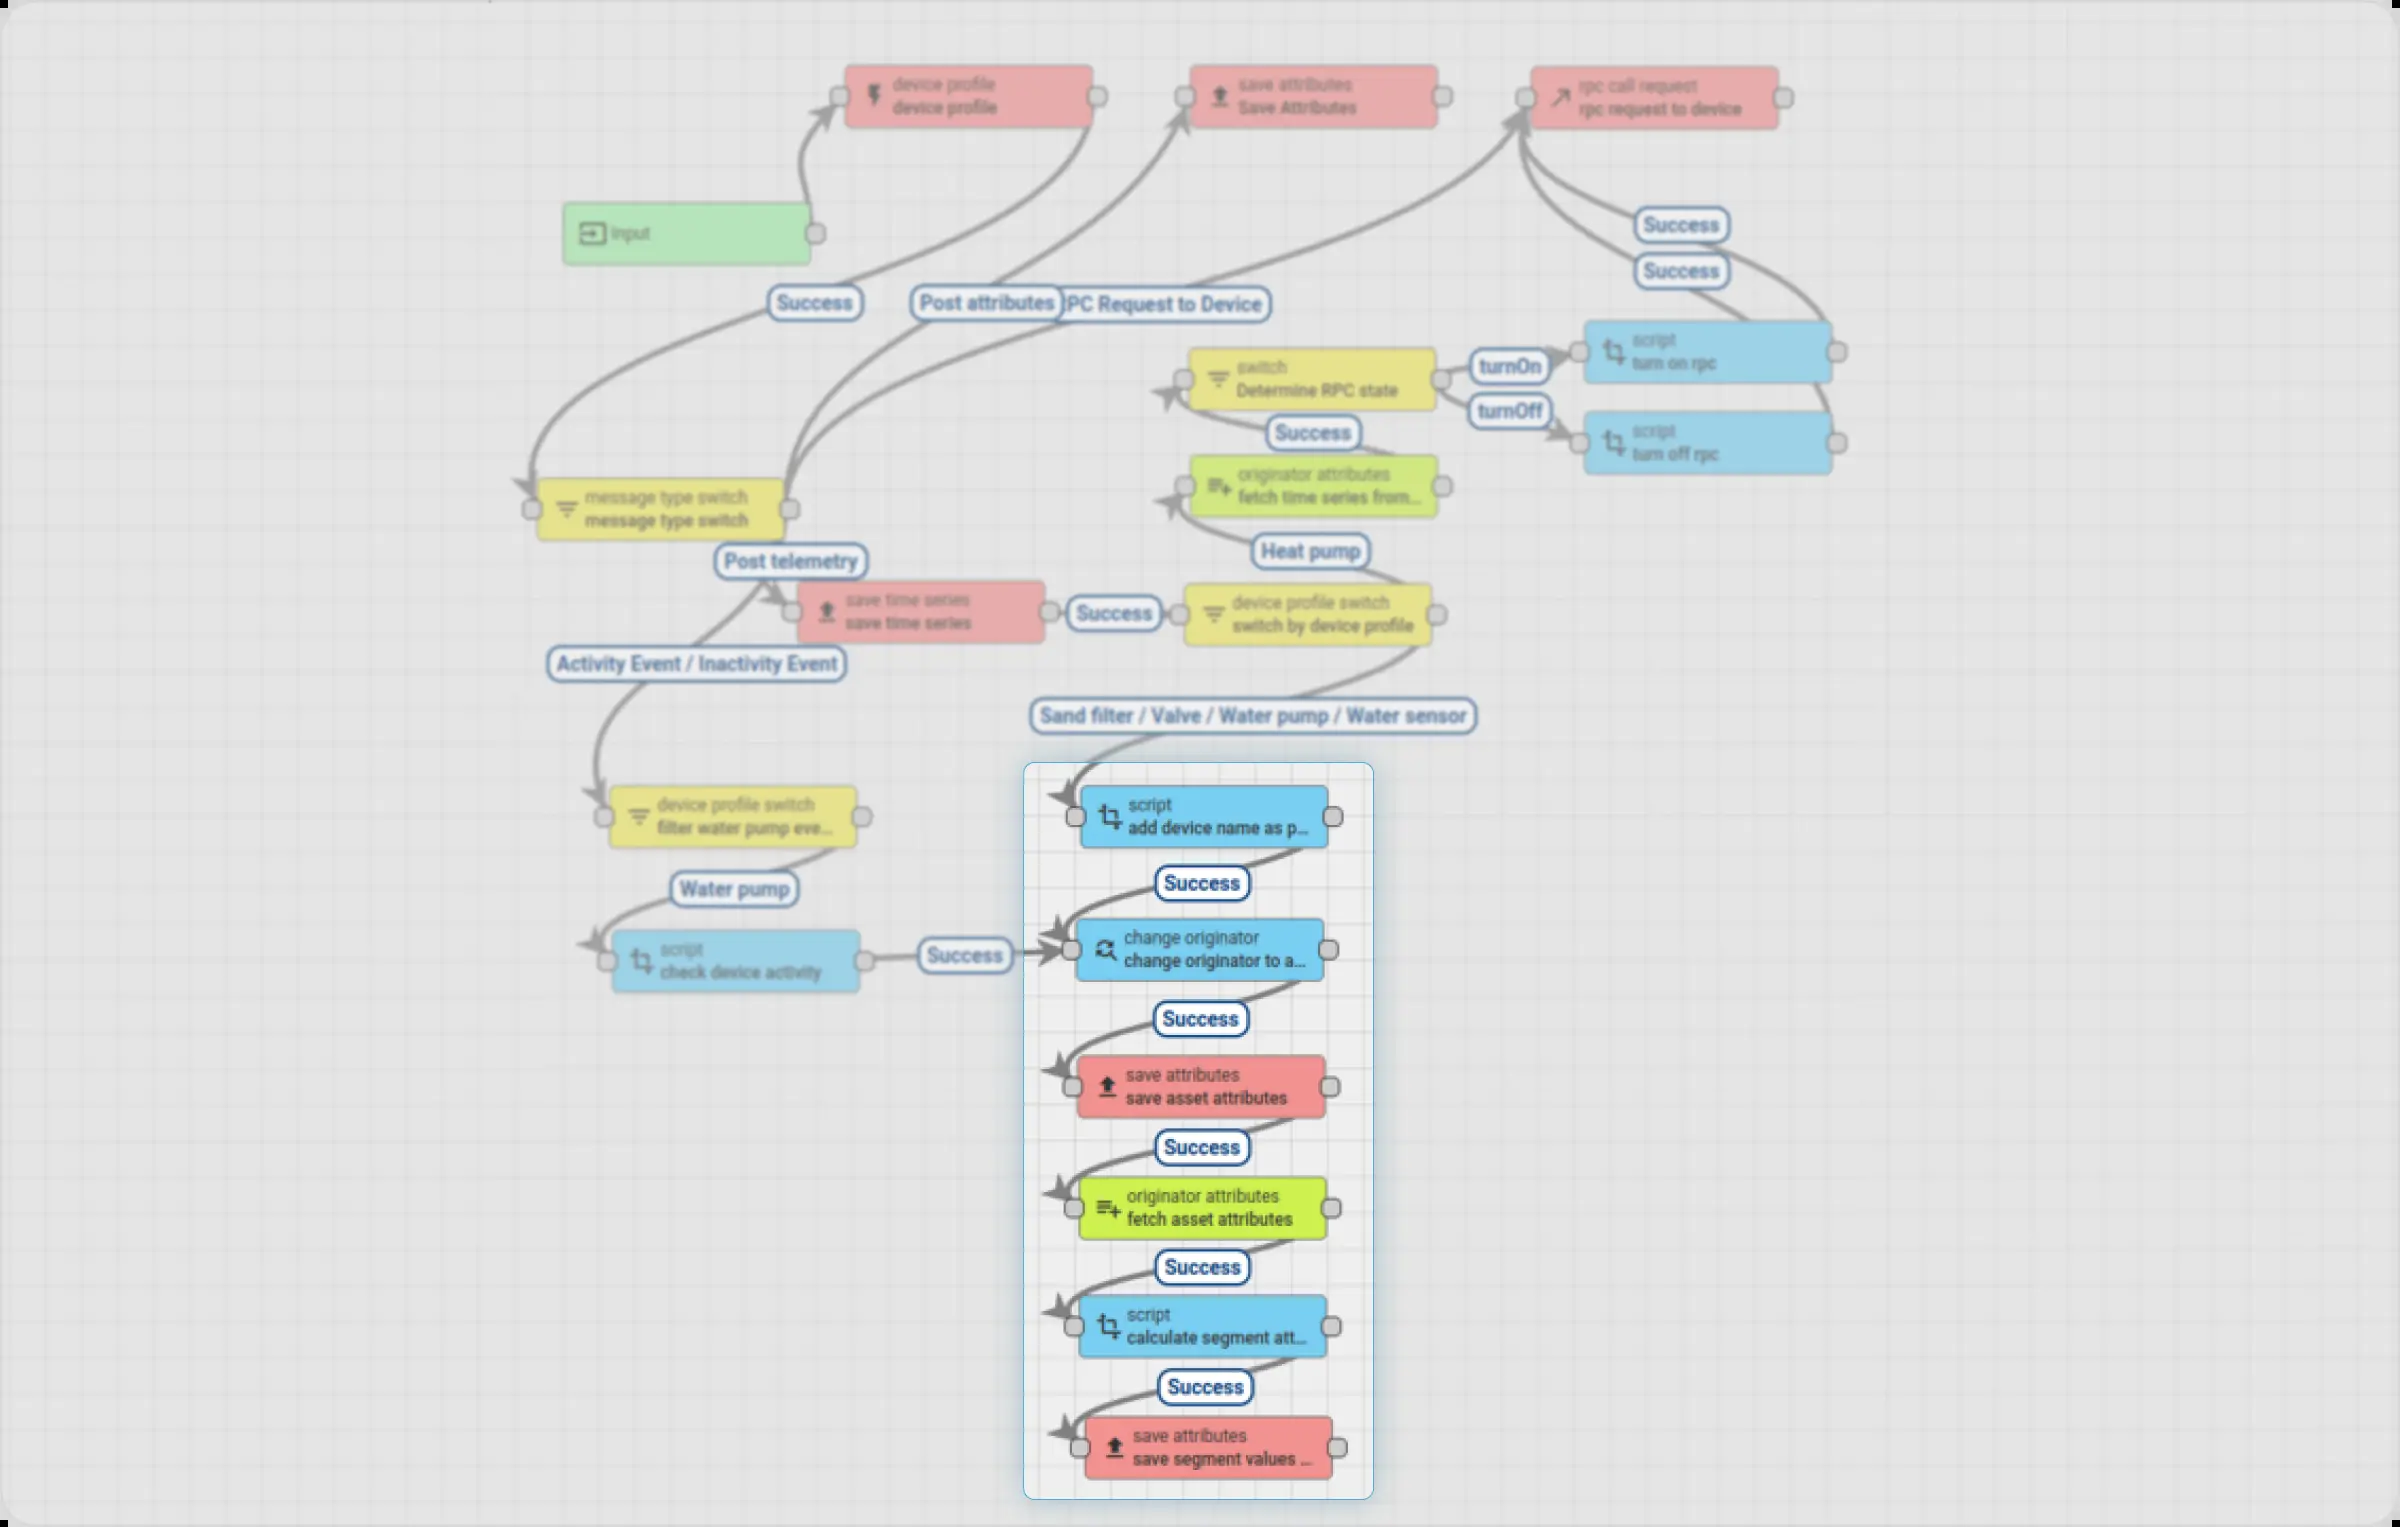 device profile
device profile
save attributes
Save Attributes
rpc call request
rpc request to device
input
Success
Success
Success
Post attributes
PC Request to Device
switch
Determine RPC state
turnOn
script
turn on rpc
turnOff
Success
script
turn off rpc
originator attributes
fetch time series from...
message type switch
message type switch
Post telemetry
Heat pump
save time series
save time series
Success
device profile switch
switch by device profile
Activity Event / Inactivity Event
Sand filter / Valve / Water pump / Water sensor
device profile switch
filter water pump eve...
script
add device name as p...
Water pump
Success
script
check device activity
Success
change originator
change originator to a...
Success
save attributes
save asset attributes
Success
originator attributes
fetch asset attributes
Success
script
calculate segment att...
Success
save attributes
save segment values ...